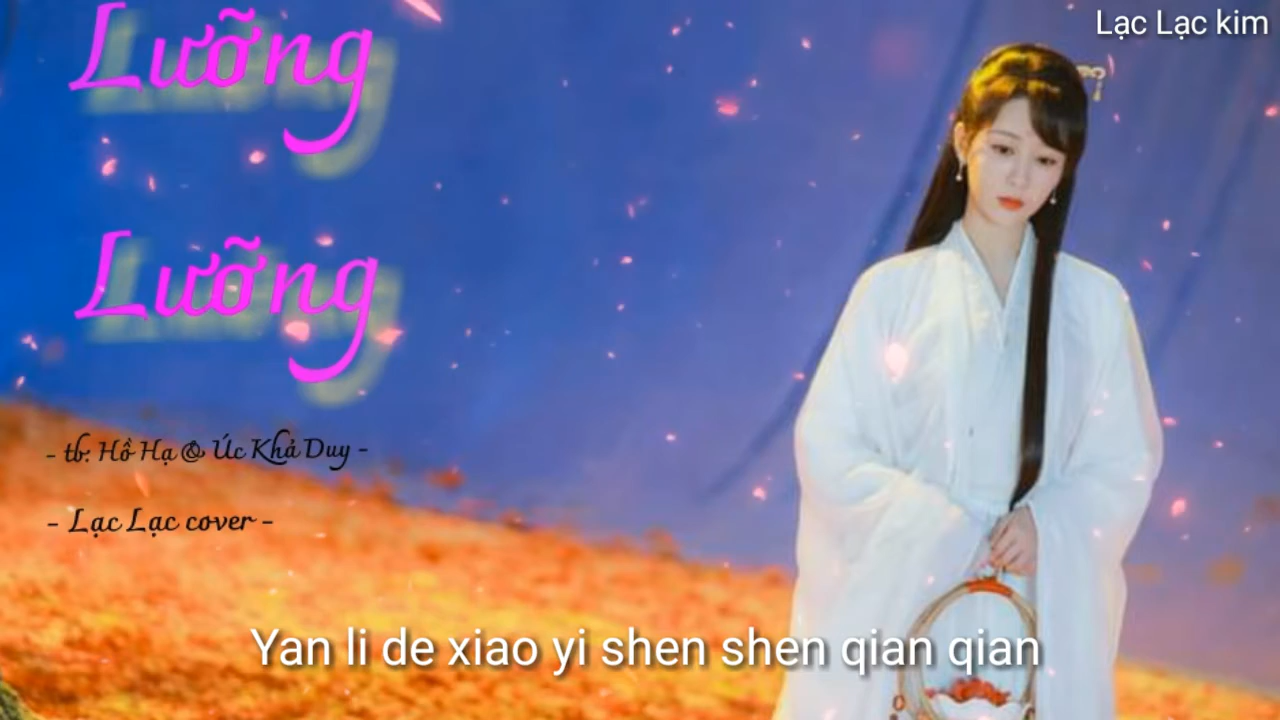 Lạc Lạc kim
Lưỡng
Lưỡng
- tb: Hồ Hạ & Úc Khả Duy -
- Lạc Lạc cover -
Yan li de xiao yi shen shen qian qian